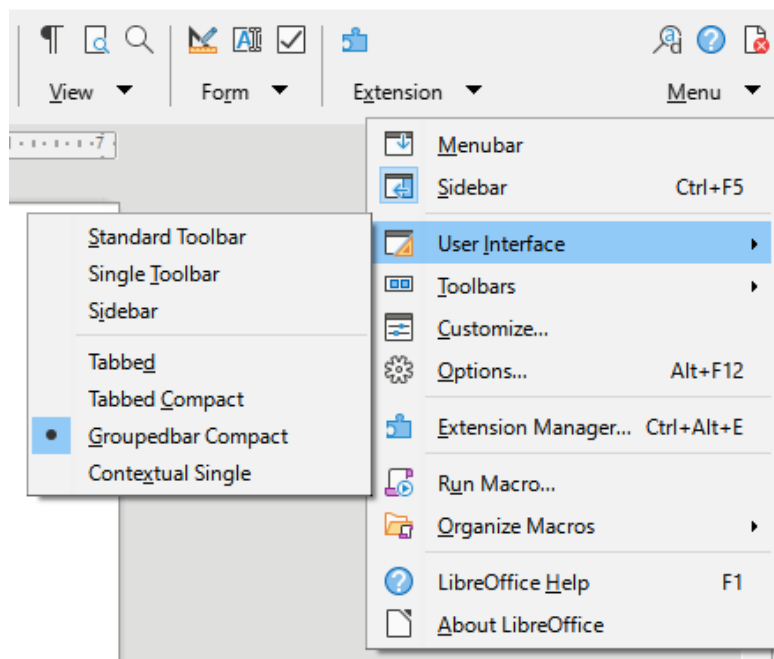 View Form Extension Menu
7
Menubar
Sidebar Ctrl+F5
User Interface
Toolbars
Customize...
Options... Alt+F12
Extension Manager... Ctrl+Alt+E
Run Macro...
Organize Macros
LibreOffice Help F1
About LibreOffice
Standard Toolbar
Single Toolbar
Sidebar
Tabbed
Tabbed Compact
Groupedbar Compact
Contextual Single